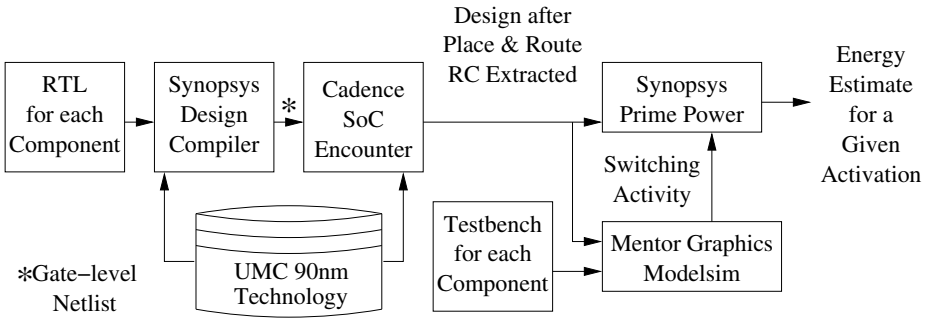 RTL
for each
Component
Synopsys
Design
Compiler
*
Cadence
SoC
Encounter
Design after
Place & Route
RC Extracted
Synopsys
Prime Power
Energy
Estimate
for a
Given
Activation
Switching
Activity
Testbench
for each
Component
Mentor Graphics
Modelsim
UMC 90nm
Technology
*Gate−level
Netlist